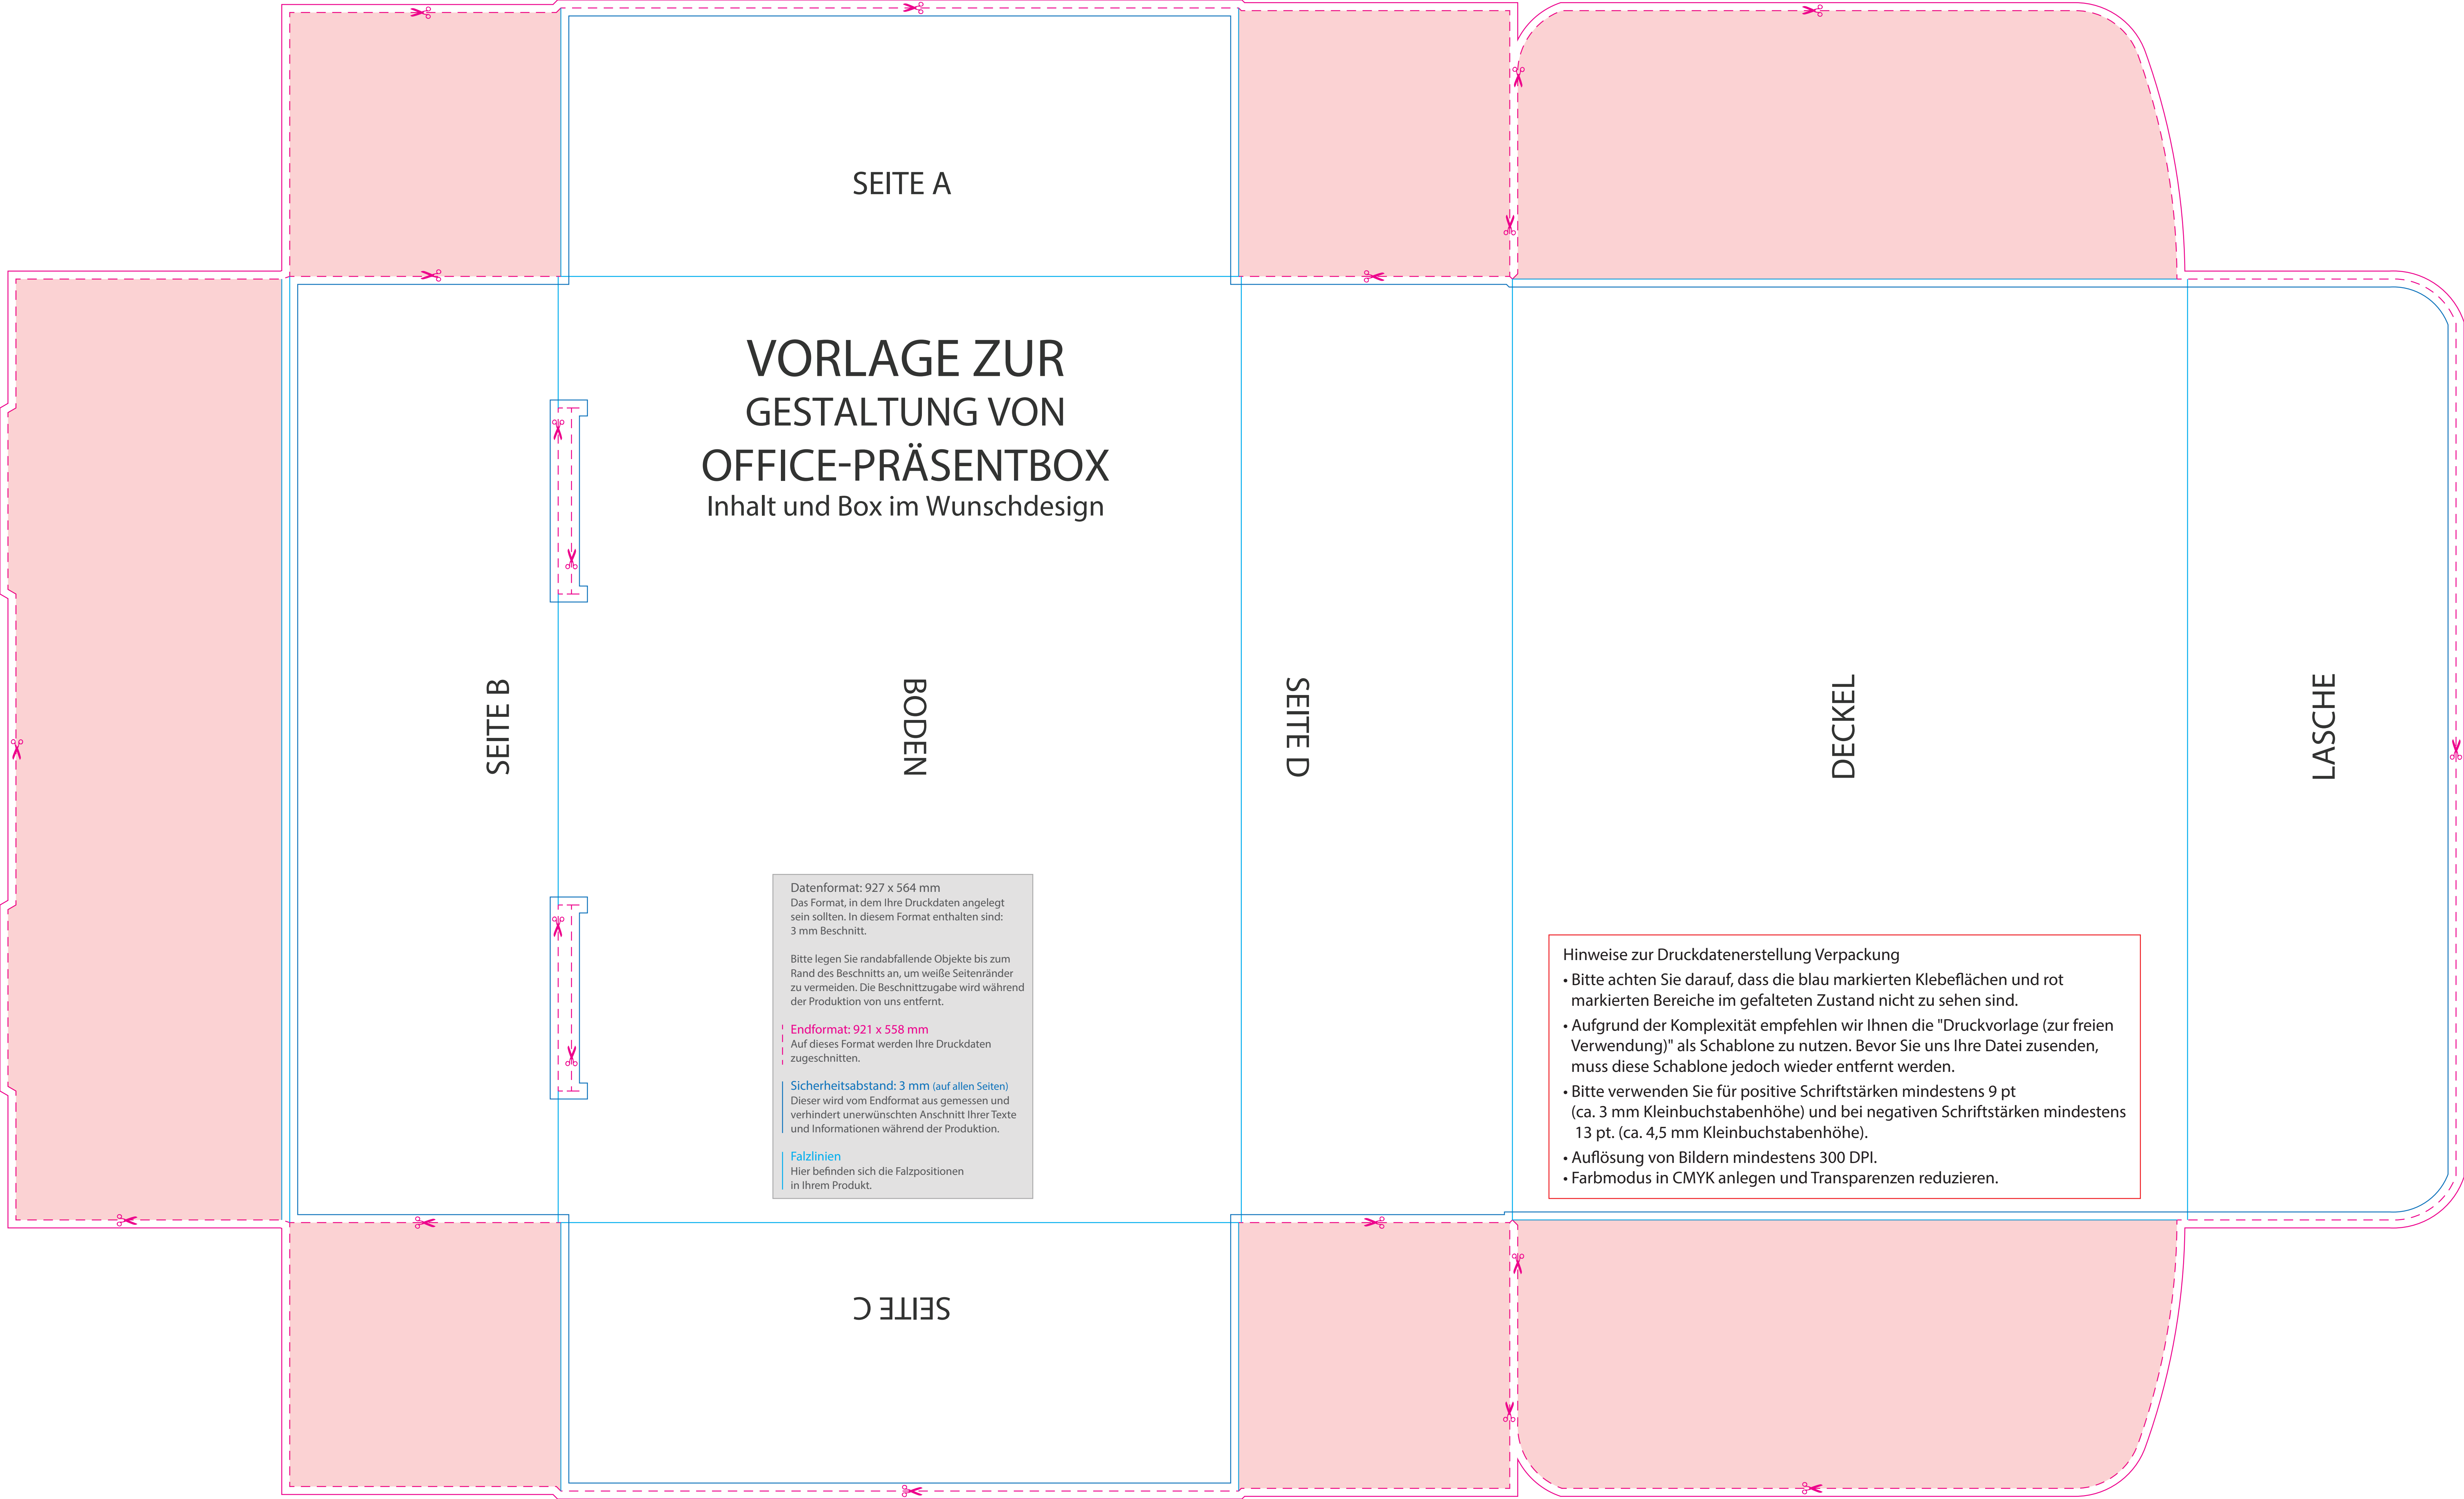 SEITE A
VORLAGE ZUR
GESTALTUNG VON
OFFICE-PRÄSENTBOX
Inhalt und Box im Wunschdesign
SEITE B
BODEN
SEITE D
DECKEL
LASCHE
Datenformat: 927 x 564 mm
Das Format, in dem Ihre Druckdaten angelegt
sein sollten. In diesem Format enthalten sind:
3 mm Beschnitt.
Bitte legen Sie randabfallende Objekte bis zum
Rand des Beschnitts an, um weiße Seitenränder
zu vermeiden. Die Beschnittzugabe wird während
der Produktion von uns entfernt.
Endformat: 921 x 558 mm
Auf dieses Format werden Ihre Druckdaten
zugeschnitten.
Sicherheitsabstand: 3 mm (auf allen Seiten)
Dieser wird vom Endformat aus gemessen und
verhindert unerwünschten Anschnitt Ihrer Texte
und Informationen während der Produktion.
Falzlinien
Hier befinden sich die Falzpositionen
in Ihrem Produkt.
Hinweise zur Druckdatenerstellung Verpackung
• Bitte achten Sie darauf, dass die blau markierten Klebeflächen und rot
markierten Bereiche im gefalteten Zustand nicht zu sehen sind.
• Aufgrund der Komplexität empfehlen wir Ihnen die "Druckvorlage (zur freien
Verwendung)" als Schablone zu nutzen. Bevor Sie uns Ihre Datei zusenden,
muss diese Schablone jedoch wieder entfernt werden.
• Bitte verwenden Sie für positive Schriftstärken mindestens 9 pt
(ca. 3 mm Kleinbuchstabenhöhe) und bei negativen Schriftstärken mindestens
13 pt. (ca. 4,5 mm Kleinbuchstabenhöhe).
• Auflösung von Bildern mindestens 300 DPI.
• Farbmodus in CMYK anlegen und Transparenzen reduzieren.
SEITE C